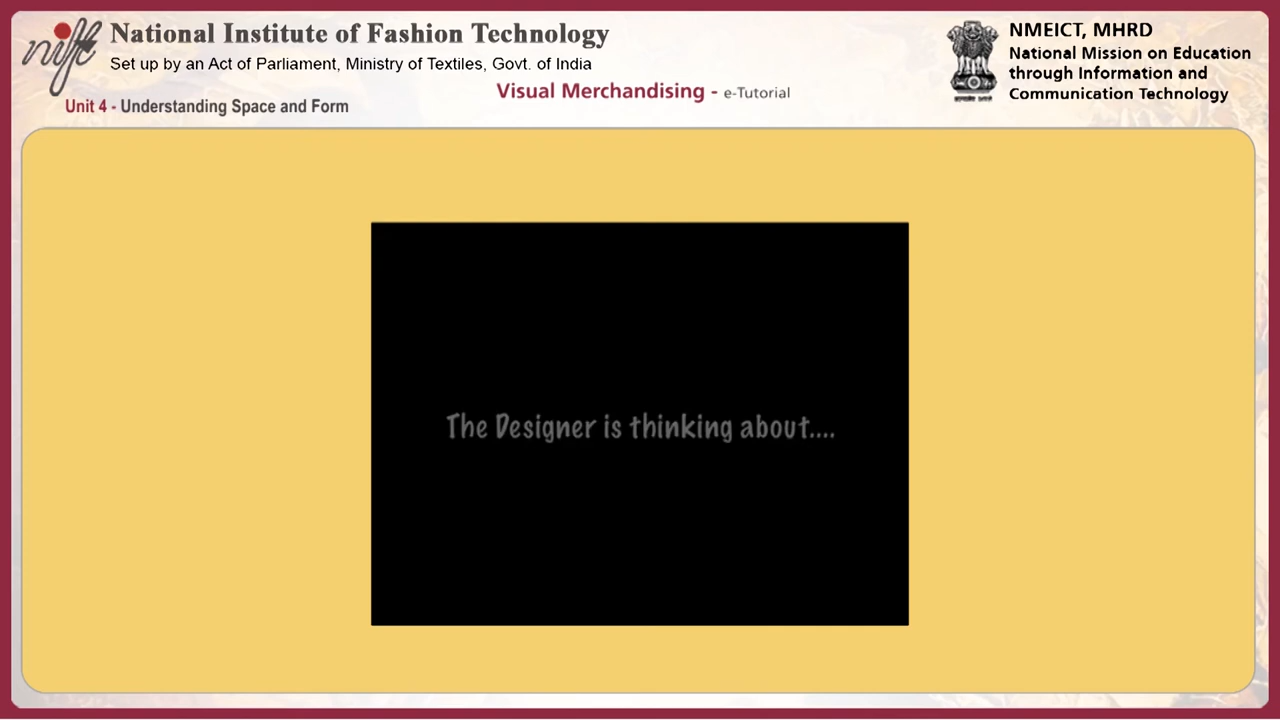 nift
National Institute of Fashion Technology
Set up by an Act of Parliament, Ministry of Textiles, Govt. of India
Unit 4 - Understanding Space and Form
Visual Merchandising - e-Tutorial
NMEICT, MHRD
National Mission on Education
through Information and
Communication Technology
The Designer is thinking about....